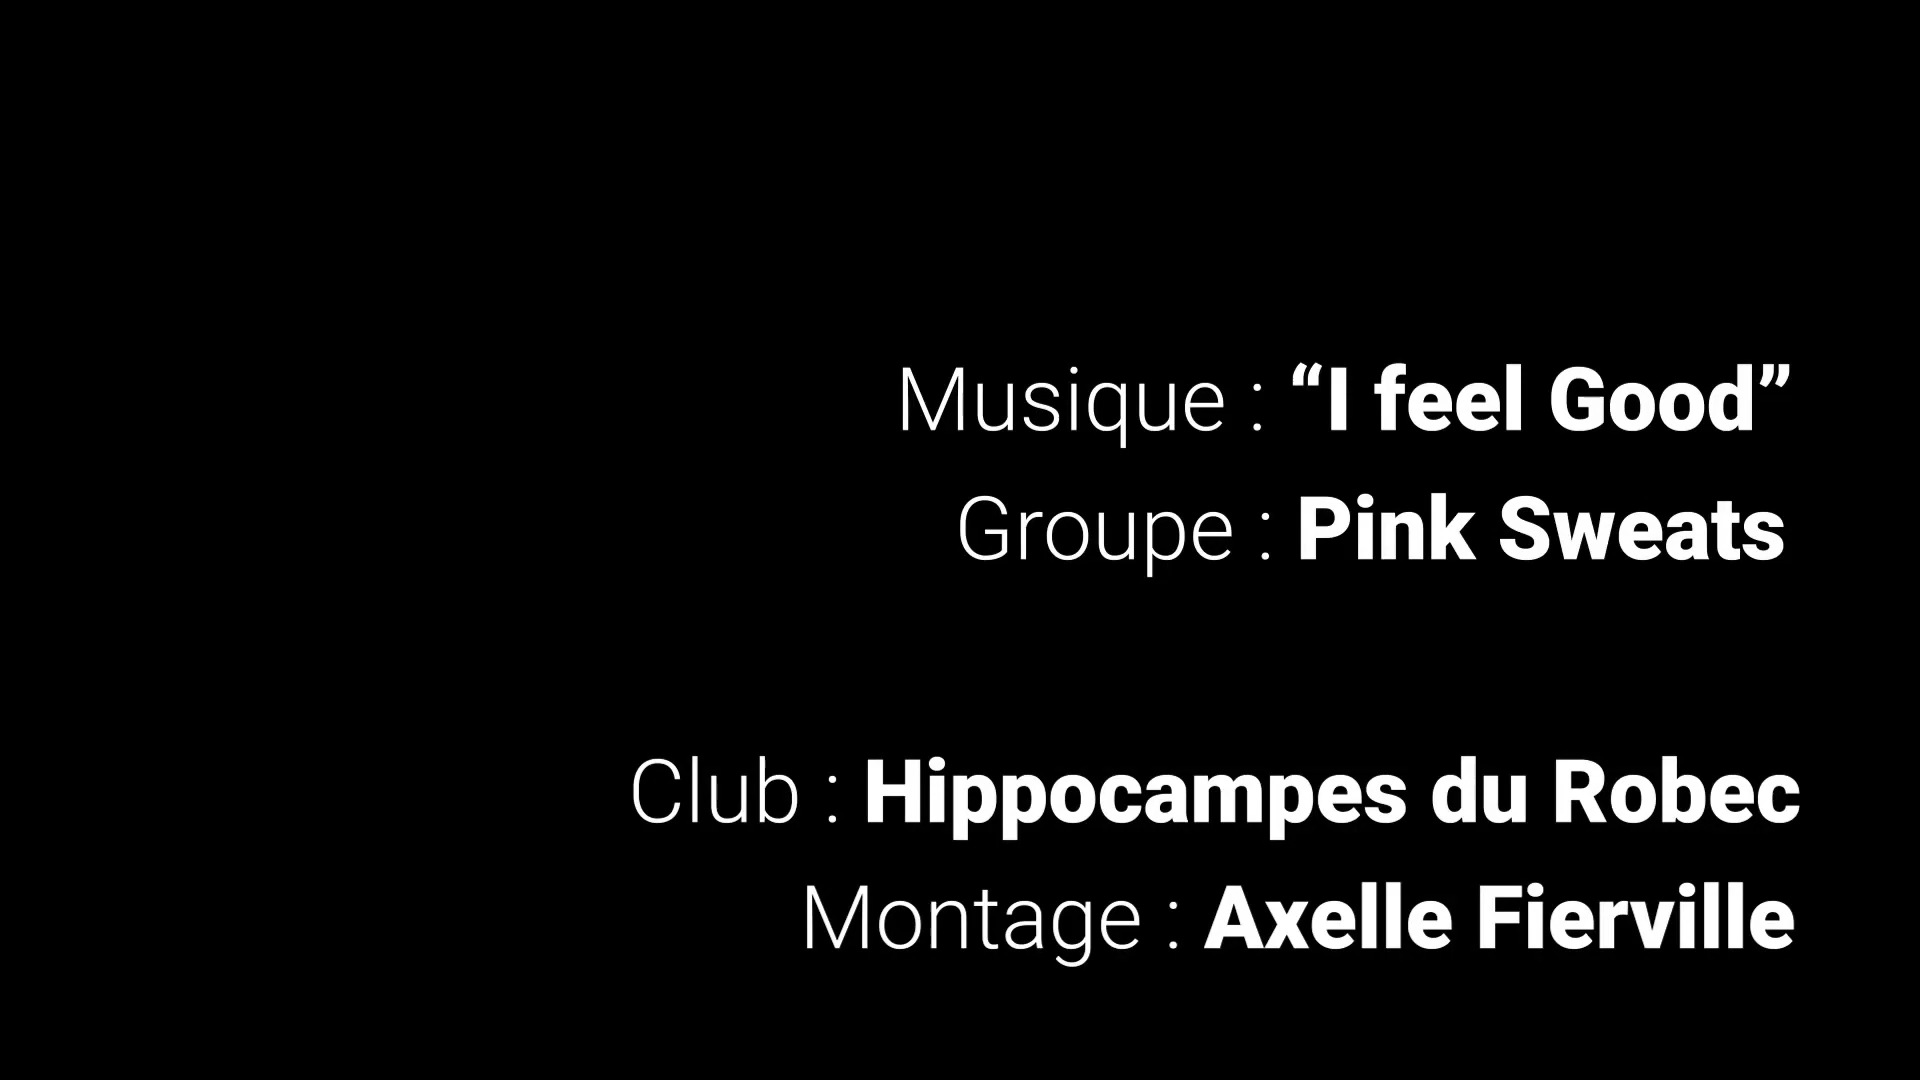 Musique : “I feel Good”
Groupe : Pink Sweats
Club : Hippocampes du Robec
Montage : Axelle Fierville